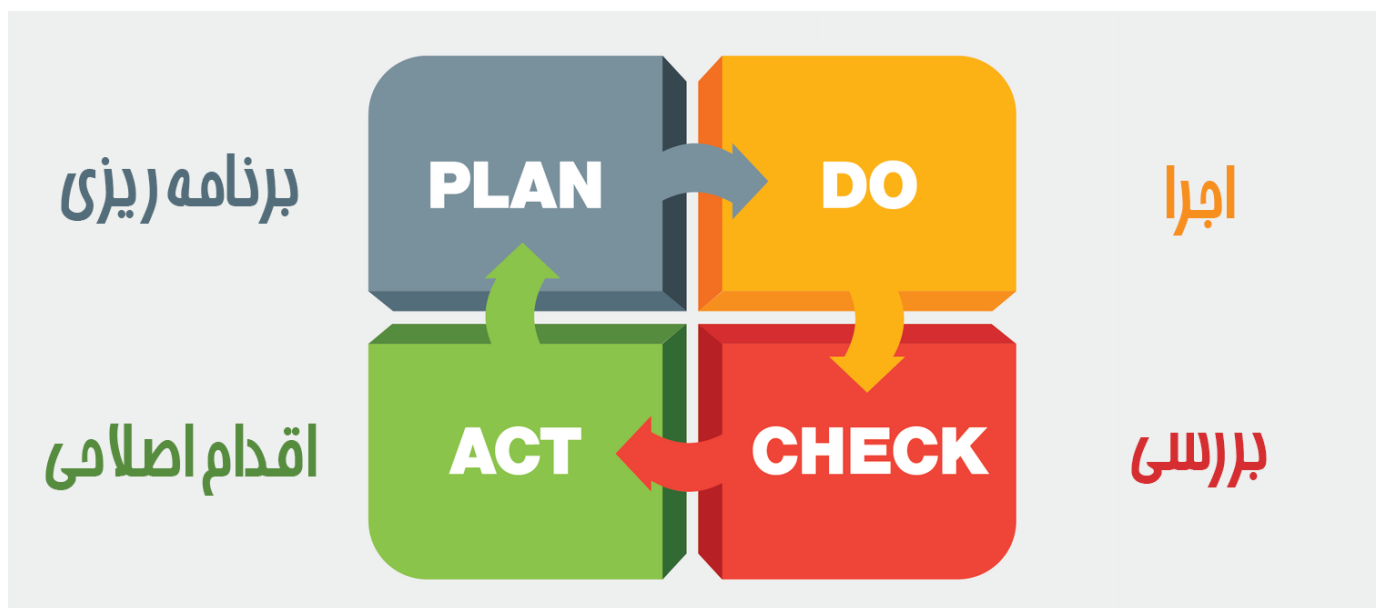 برنامه ریزی
PLAN
DO
اجرا
اقدام اصلاحی
ACT
CHECK
بررسی